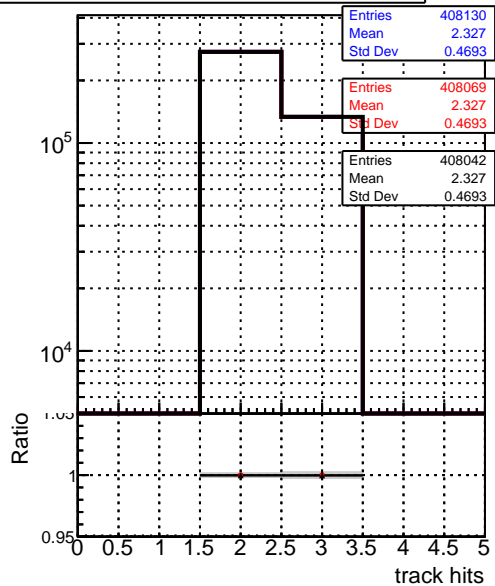 Entries 408130
Mean 2.327
Std Dev 0.4693
Entries 408069
Mean 2.327
Std Dev 0.4693
Entries 408042
Mean 2.327
Std Dev 0.4693
10^5
10^4
1.05
Ratio
1
0.95
0 0.5 1 1.5 2 2.5 3 3.5 4 4.5 5
track hits